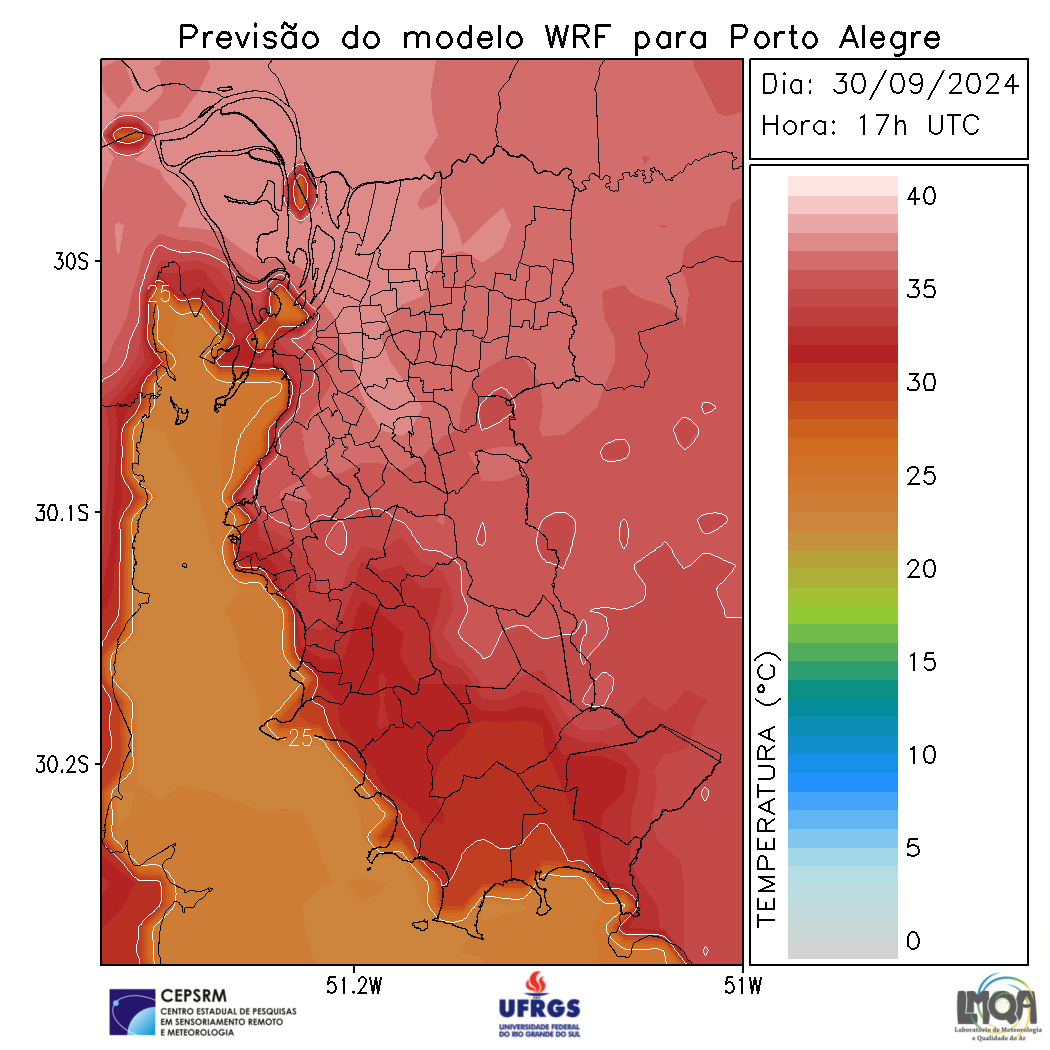 Previsão do modelo WRF para Porto Alegre
Dia: 30/09/2024
Hora: 17h UTC
30S
30.1S
30.2S
51.2W
51W
25
25
TEMPERATURA (°C)
40
35
30
25
20
15
10
5
0
CEPSRM
CENTRO ESTADUAL DE PESQUISAS
EM SENSORIAMENTO REMOTO
E METEOROLOGIA
UFRGS
UNIVERSIDADE FEDERAL
DO RIO GRANDE DO SUL
LMQA
Laboratório de Meteorologia
e Qualidade do Ar